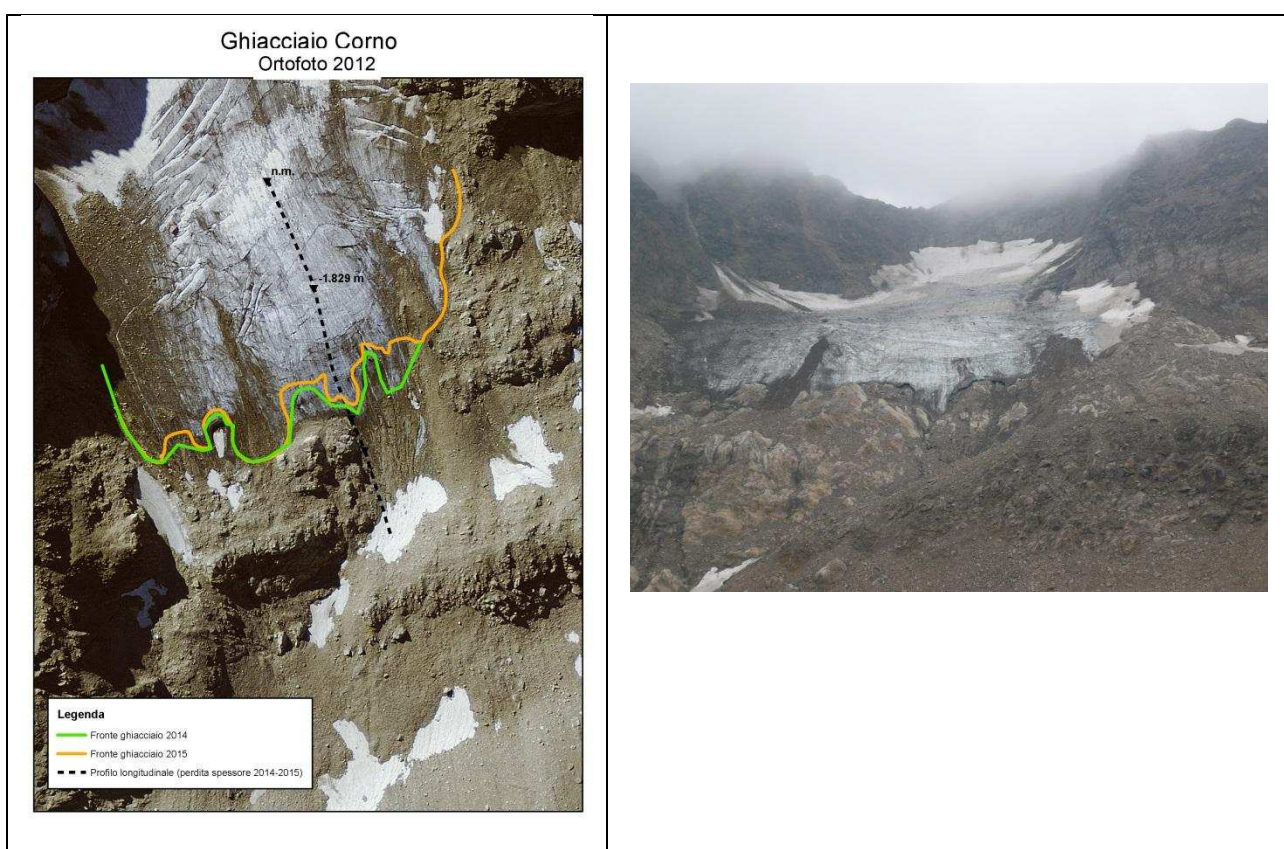 Ghiacciaio Corno
Ortofoto 2012
n.m.
-1.829 m
Legenda
Fronte ghiacciaio 2014
Fronte ghiacciaio 2015
Profilo longitudinale (perdita spessore 2014-2015)